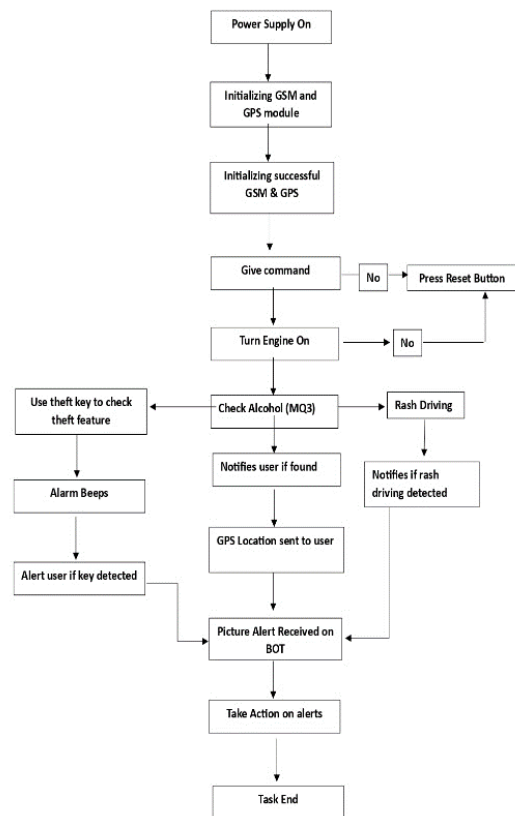 Power Supply On
Initializing GSM and
GPS module
Initializing successful
GSM & GPS
Give command
No
Press Reset Button
Turn Engine On
No
Use theft key to check
theft feature
Check Alcohol (MQ3)
Rash Driving
Alarm Beeps
Notifies user if found
Notifies if rash
driving detected
Alert user if key detected
GPS Location sent to user
Picture Alert Received on
BOT
Take Action on alerts
Task End